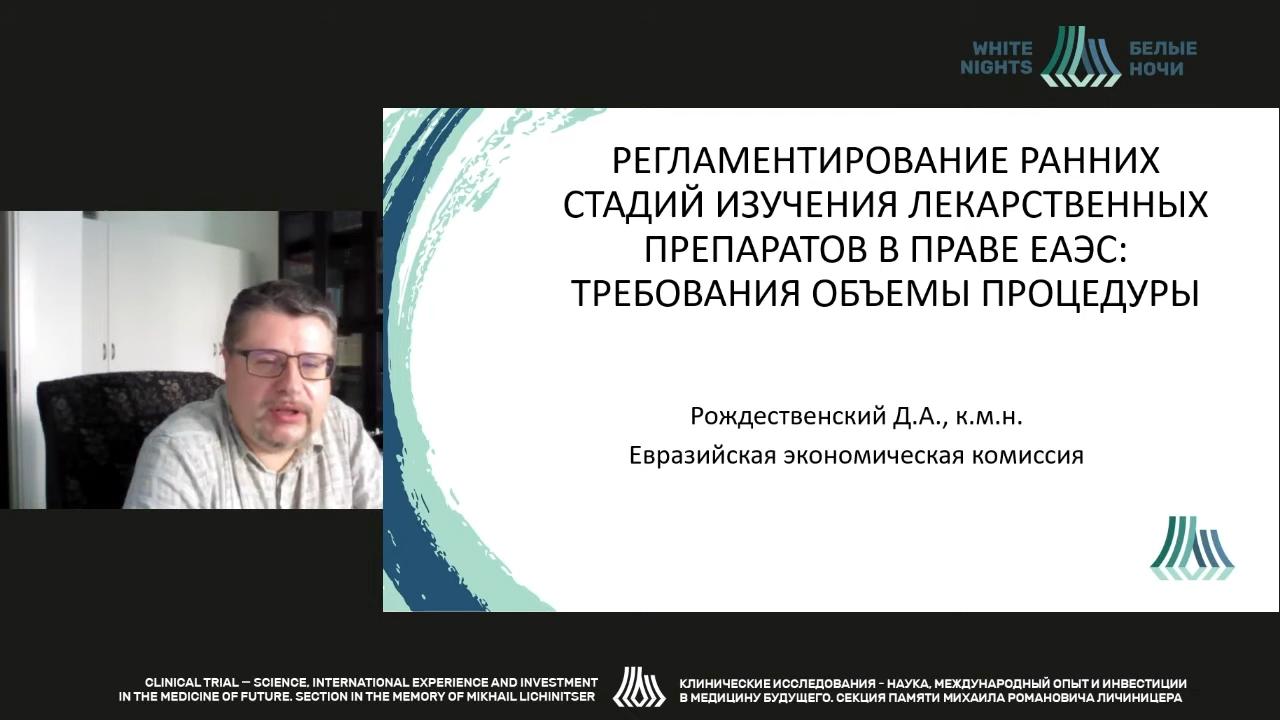 WHITE
NIGHTS
БЕЛЫЕ
НОЧИ
РЕГЛАМЕНТИРОВАНИЕ РАННИХ
СТАДИЙ ИЗУЧЕНИЯ ЛЕКАРСТВЕННЫХ
ПРЕПАРАТОВ В ПРАВЕ ЕАЭС:
ТРЕБОВАНИЯ ОБЪЕМЫ ПРОЦЕДУРЫ
Рождественский Д.А., к.м.н.
Евразийская экономическая комиссия
CLINICAL TRIAL – SCIENCE, INTERNATIONAL EXPERIENCE AND INVESTMENT
IN THE MEDICINE OF FUTURE. SECTION IN THE MEMORY OF MIKHAIL LICHINITSER
КЛИНИЧЕСКИЕ ИССЛЕДОВАНИЯ - НАУКА, МЕЖДУНАРОДНЫЙ ОПЫТ И ИНВЕСТИЦИИ
В МЕДИЦИНУ БУДУЩЕГО. СЕКЦИЯ ПАМЯТИ МИХАИЛА РОМАНОВИЧА ЛИЧИНИЦЕРА